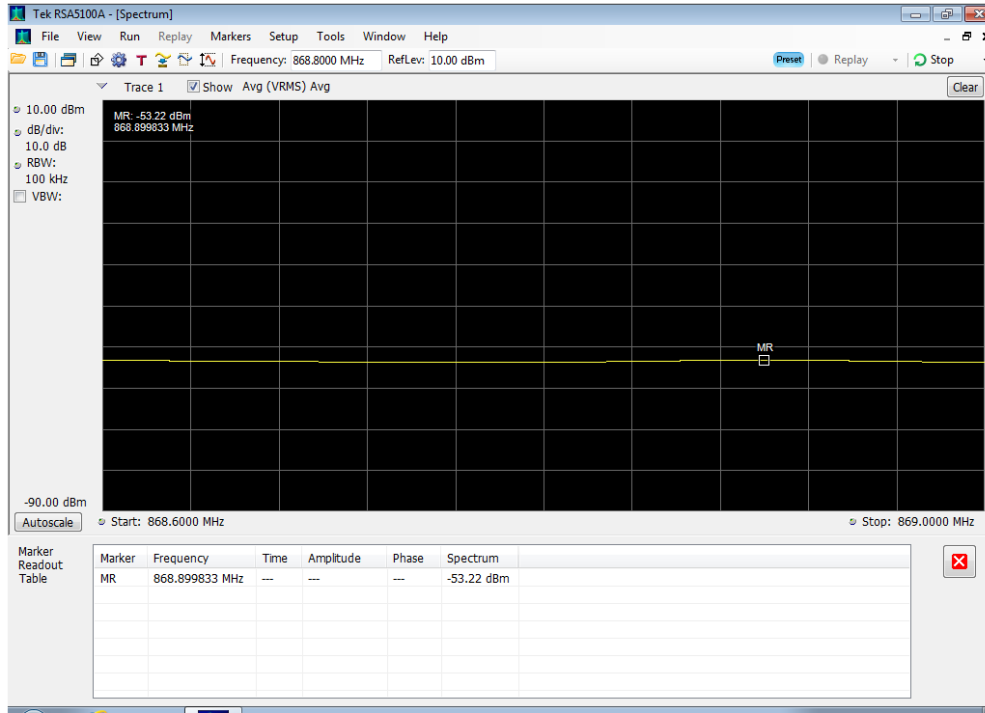 Tek RSA5100A - [Spectrum]
File View Run Replay Markers Setup Tools Window Help
Frequency: 868.8000 MHz RefLev: 10.00 dBm Preset Replay Stop
Trace 1 Show Avg (VRMS) Avg Clear
10.00 dBm
dB/div:
10.0 dB
RBW:
100 kHz
VBW:
MR: -53.22 dBm
868.899833 MHz
MR
-90.00 dBm
Autoscale Start: 868.6000 MHz Stop: 869.0000 MHz
Marker Readout Table
Marker Frequency Time Amplitude Phase Spectrum
MR 868.899833 MHz --- --- --- -53.22 dBm